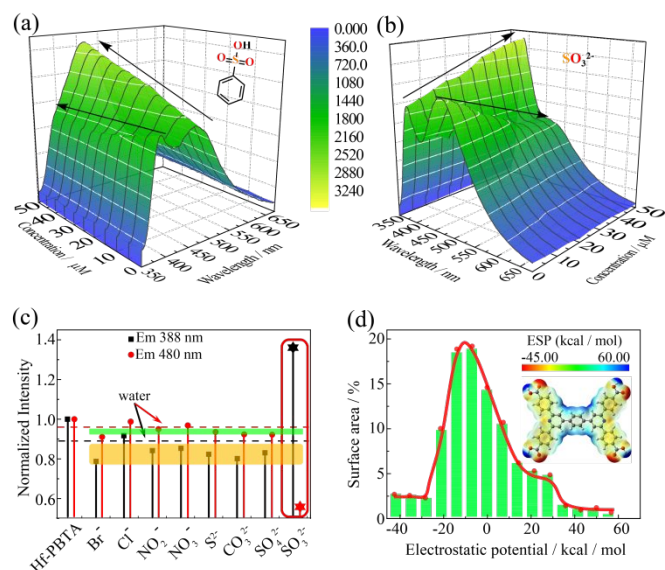 (a)
OH
O=S=O
50
40
30
20
10
0
Concentration / μM
350
400
450
500
550
600
650
Wavelength / nm
0.000
360.0
720.0
1080
1440
1800
2160
2520
2880
3240
(b)
SO₃²⁻
350
400
450
500
550
600
650
Wavelength / nm
0
10
20
30
40
50
Concentration / μM
(c)
Em 388 nm
Em 480 nm
water
1.4
1.2
1.0
0.8
0.6
Normalized Intensity
Hf-PBTA
Br⁻
Cl⁻
NO₂⁻
NO₃⁻
S²⁻
CO₃²⁻
SO₄²⁻
SO₃²⁻
(d)
ESP (kcal / mol)
-45.00 60.00
20
15
10
5
0
Surface area / %
-40 -20 0 20 40 60
Electrostatic potential / kcal / mol